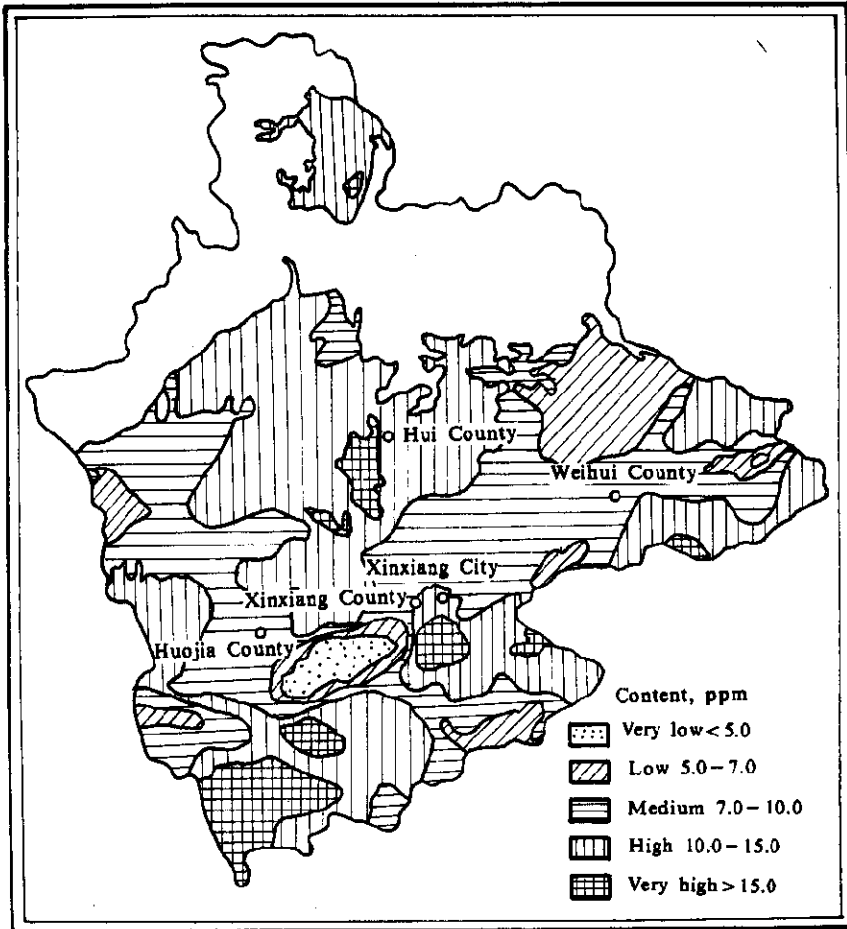 Hui County
Weihui County
Xinxiang City
Xinxiang County
Huojia County
Content, ppm
Very low<5.0
Low 5.0-7.0
Medium 7.0-10.0
High 10.0-15.0
Very high>15.0